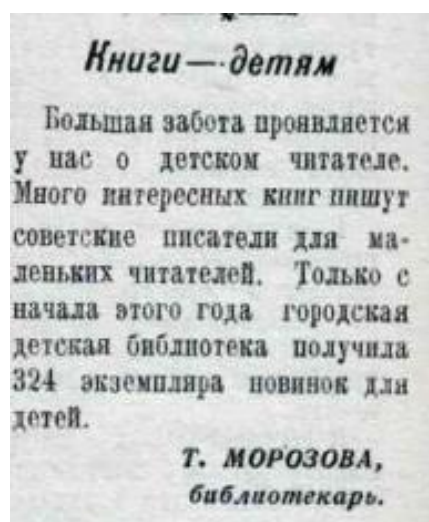 Книги — детям
Большая забота проявляется
у нас о детском читателе.
Много интересных книг пишут
советские писатели для ма-
леньких читателей. Только с
начала этого года городская
детская библиотека получила
324 экземпляра новинок для
детей.
Т. МОРОЗОВА,
библиотекарь.